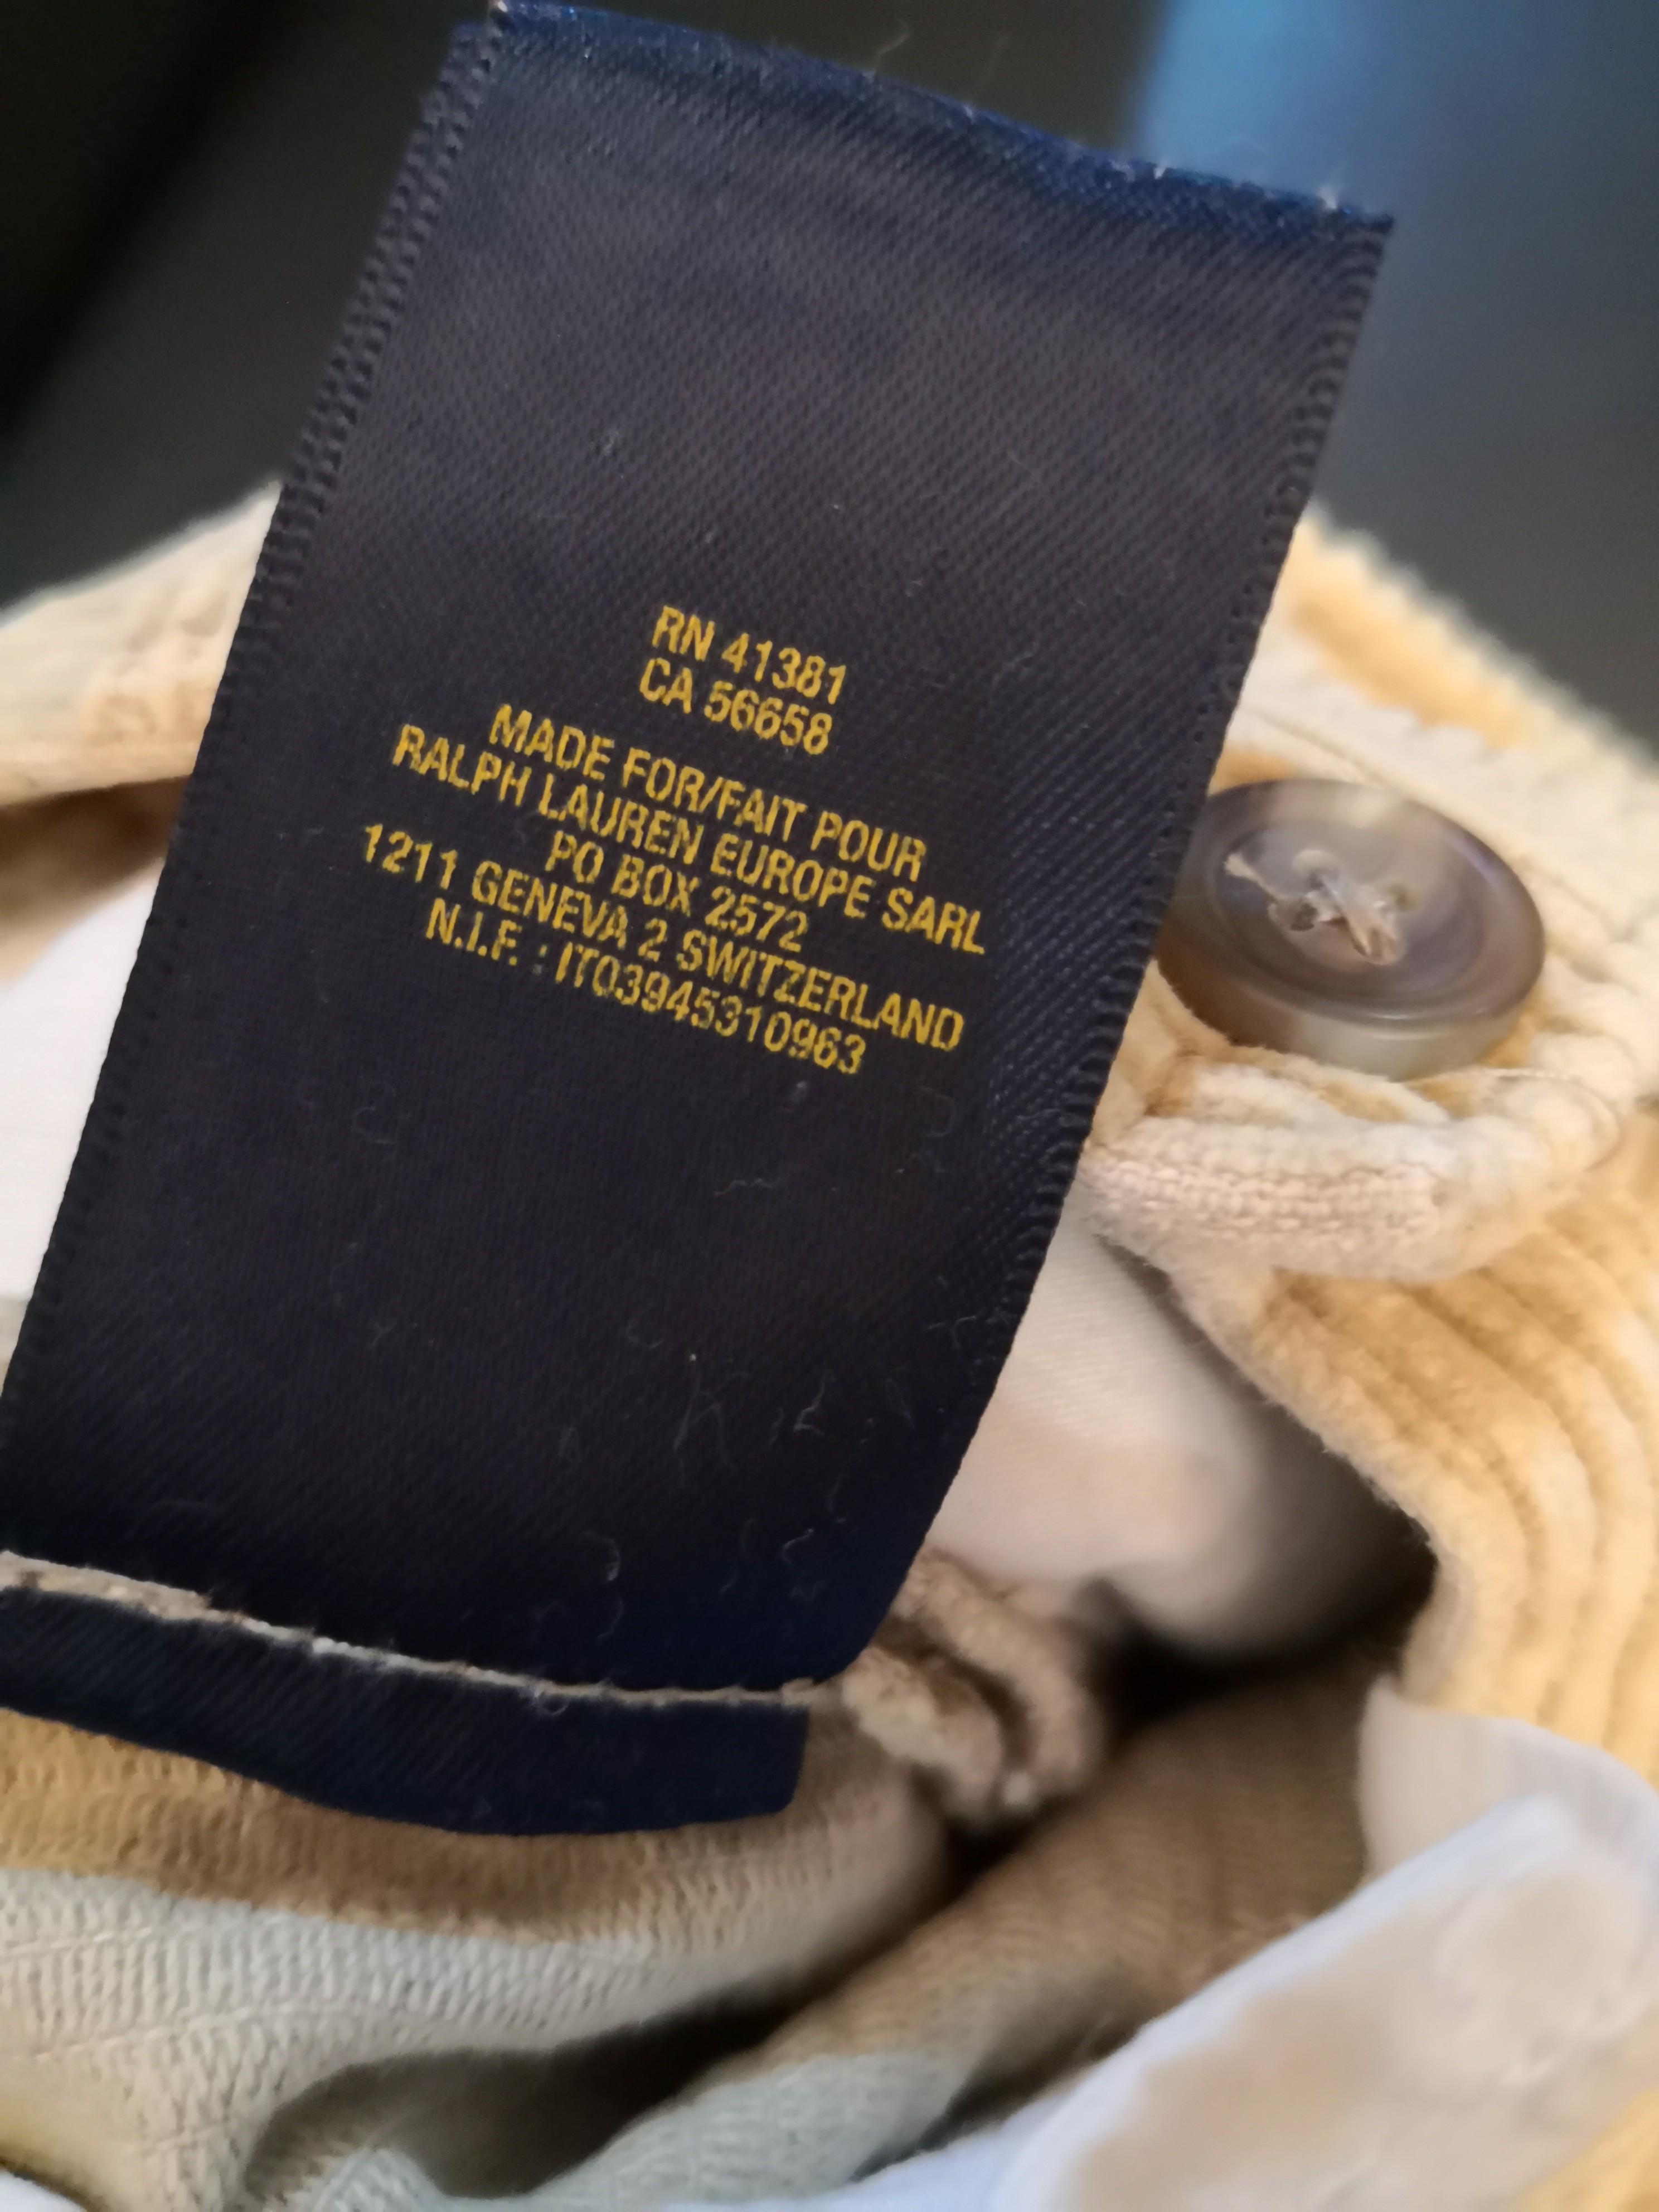 RN 41381
CA 56658
MADE FOR/FAIT POUR
RALPH LAUREN EUROPE SARL
PO BOX 2572
1211 GENEVA 2 SWITZERLAND
N.I.F. : IT03945310963